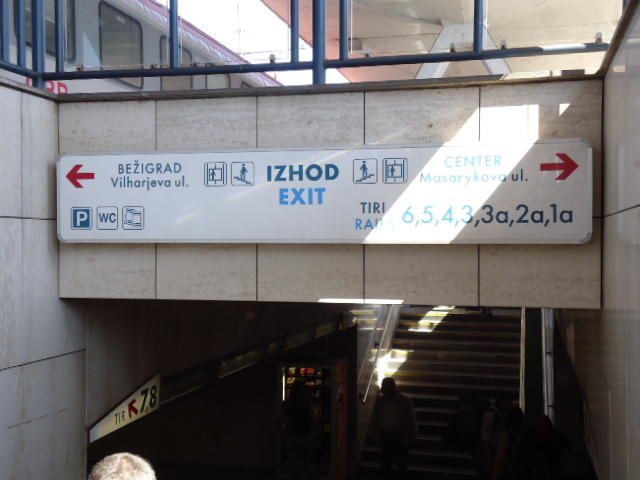 BEŽIGRAD
Vilharjeva ul.
IZHOD
EXIT
CENTER
Masarykova ul.
P WC
TIRI
RAILS
6,5,4,3,3a,2a,1a
TIR 7,8